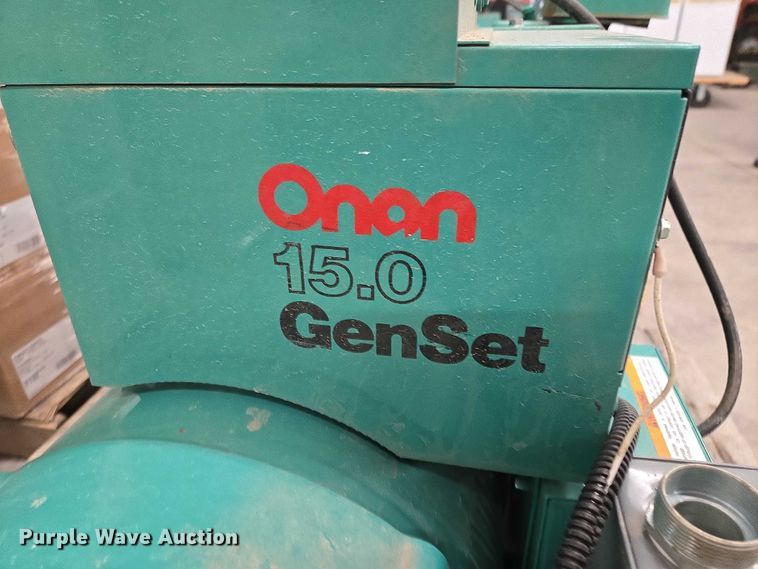 Onan
15.0
GenSet
Purple Wave Auction